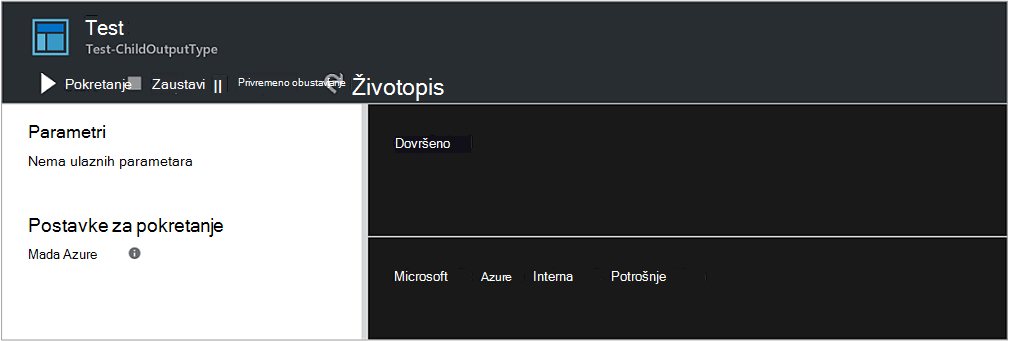 Test
Test-ChildOutputType
Pokretanje Zaustavi Privremeno obustavljanje Životopis
Parametri
Nema ulaznih parametara
Dovršeno
Postavke za pokretanje
Mada Azure
Microsoft Azure Interna Potrošnje